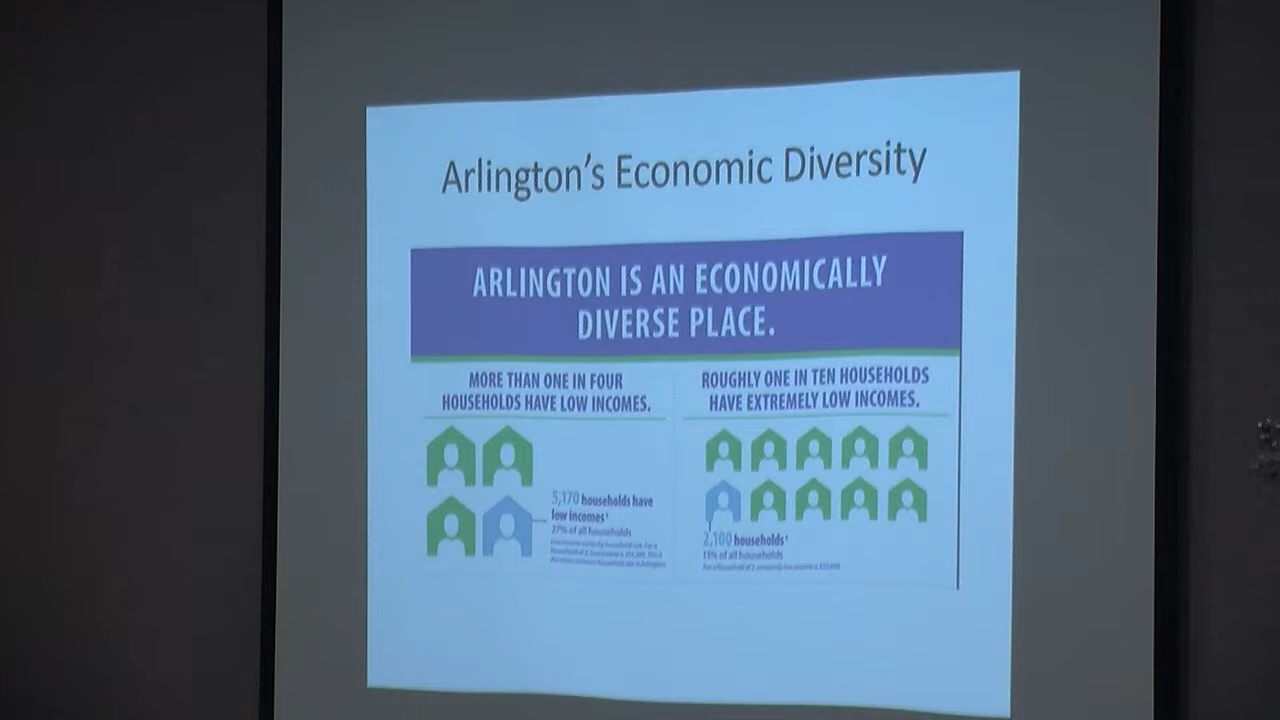 Arlington's Economic Diversity
ARLINGTON IS AN ECONOMICALLY
DIVERSE PLACE.
MORE THAN ONE IN FOUR
HOUSEHOLDS HAVE LOW INCOMES.
5,170 households have
low incomes¹
27% of all households
ROUGHLY ONE IN TEN HOUSEHOLDS
HAVE EXTREMELY LOW INCOMES.
2,100 households¹
11% of all households